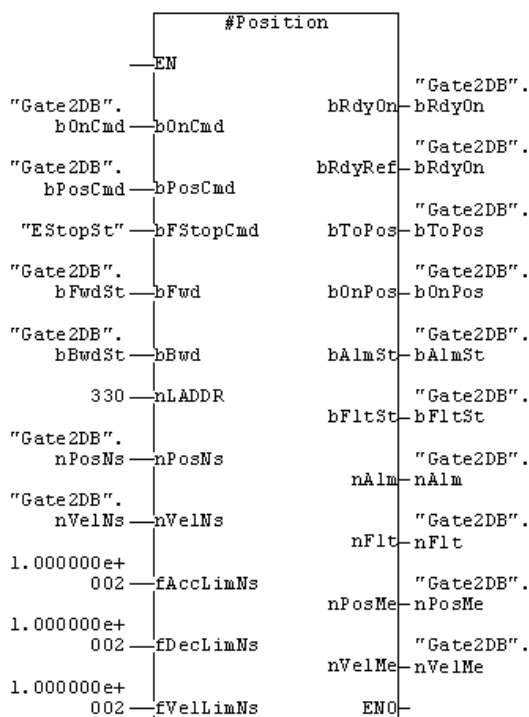 #Position
EN
"Gate2DB".
bOnCmd bOnCmd
"Gate2DB".
bPosCmd bPosCmd
"EStopSt" bFStopCmd
"Gate2DB".
bFwdSt bFwd
"Gate2DB".
bBwdSt bBwd
330 nLADDR
"Gate2DB".
nPosNs nPosNs
"Gate2DB".
nVelNs nVelNs
1.000000e+
002 fAccLimNs
1.000000e+
002 fDecLimNs
1.000000e+
002 fVelLimNs
"Gate2DB".
bRdyOn bRdyOn
"Gate2DB".
bRdyRef bRdyOn
"Gate2DB".
bToPos bToPos
"Gate2DB".
bOnPos bOnPos
"Gate2DB".
bAlmSt bAlmSt
"Gate2DB".
bFltSt bFltSt
"Gate2DB".
nAlm nAlm
"Gate2DB".
nFlt nFlt
"Gate2DB".
nPosMe nPosMe
"Gate2DB".
nVelMe nVelMe
ENO